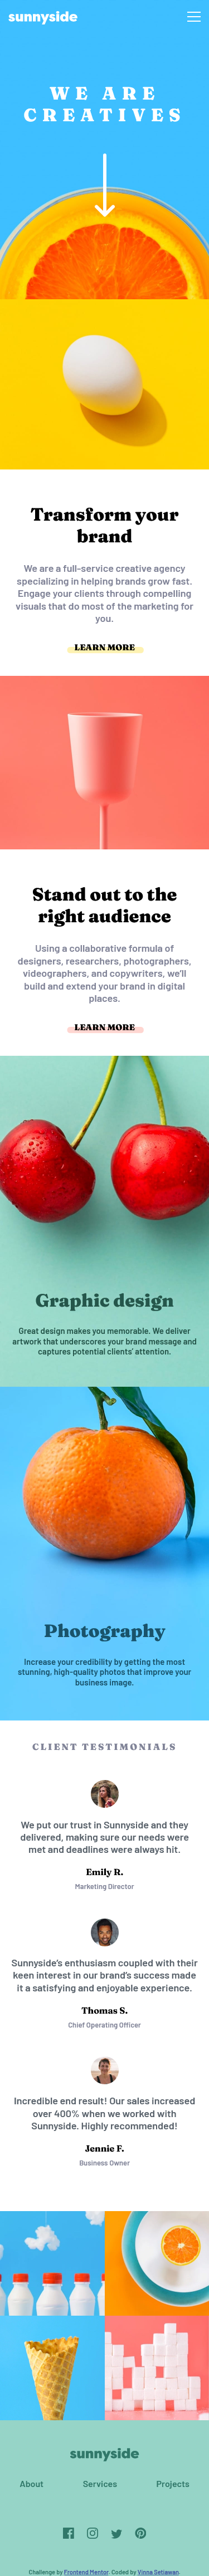 sunnyside
WE ARE
CREATIVES
Transform your
brand
We are a full-service creative agency
specializing in helping brands grow fast.
Engage your clients through compelling
visuals that do most of the marketing for
you.
LEARN MORE
Stand out to the
right audience
Using a collaborative formula of
designers, researchers, photographers,
videographers, and copywriters, we'll
build and extend your brand in digital
places.
LEARN MORE
Graphic design
Great design makes you memorable. We deliver
artwork that underscores your brand message and
captures potential clients' attention.
Photography
Increase your credibility by getting the most
stunning, high-quality photos that improve your
business image.
CLIENT TESTIMONIALS
We put our trust in Sunnyside and they
delivered, making sure our needs were
met and deadlines were always hit.
Emily R.
Marketing Director
Sunnyside's enthusiasm coupled with their
keen interest in our brand's success made
it a satisfying and enjoyable experience.
Thomas S.
Chief Operating Officer
Incredible end result! Our sales increased
over 400% when we worked with
Sunnyside. Highly recommended!
Jennie F.
Business Owner
sunnyside
About Services Projects
Challenge by Frontend Mentor. Coded by Vinna Setiawan.